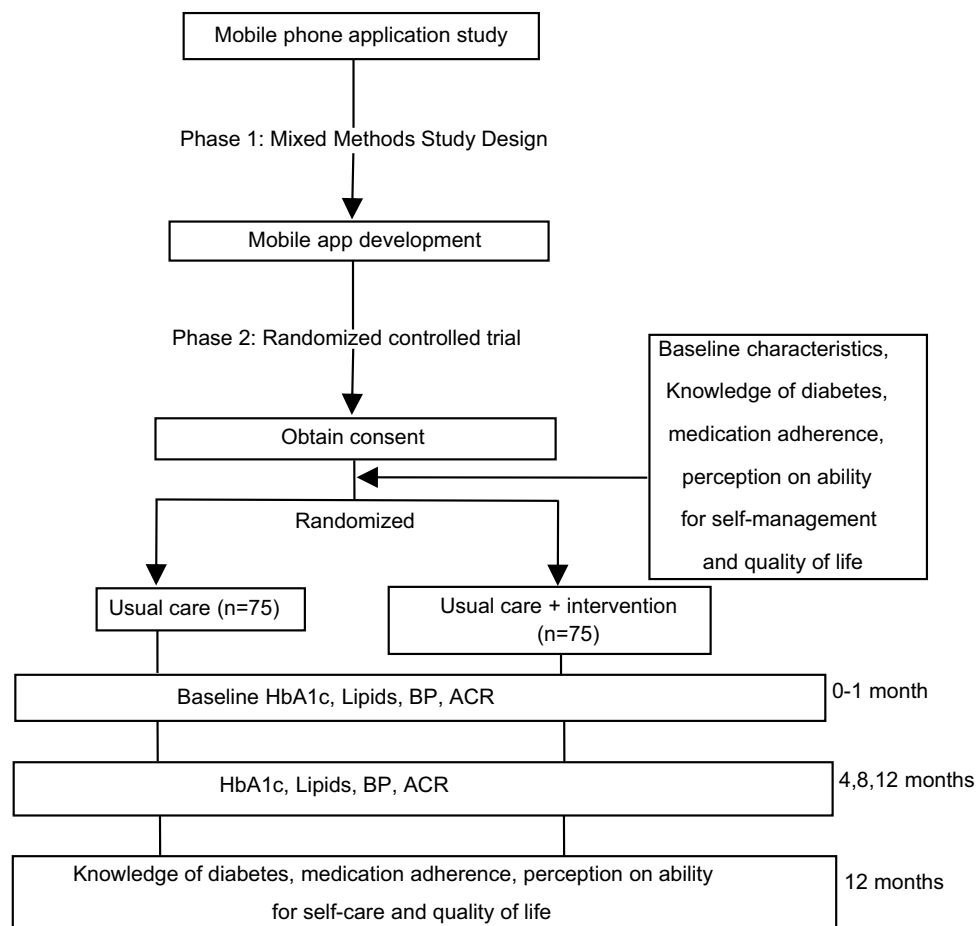 Mobile phone application study
Phase 1: Mixed Methods Study Design
Mobile app development
Phase 2: Randomized controlled trial
Baseline characteristics,
Knowledge of diabetes,
medication adherence,
perception on ability
for self-management
and quality of life
Obtain consent
Randomized
Usual care (n=75)
Usual care + intervention
(n=75)
Baseline HbA1c, Lipids, BP, ACR
0-1 month
HbA1c, Lipids, BP, ACR
4,8,12 months
Knowledge of diabetes, medication adherence, perception on ability
for self-care and quality of life
12 months